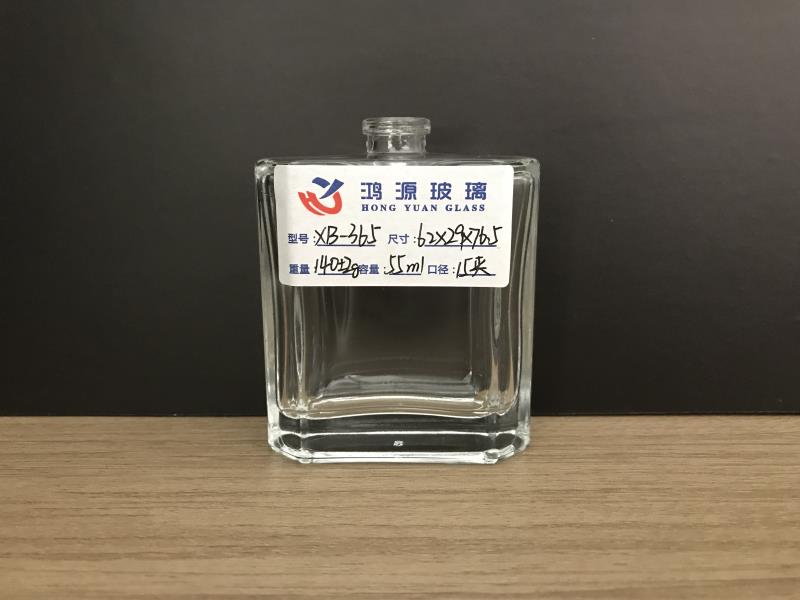 鸿源玻璃
HONG YUAN GLASS
型号:XB-365 尺寸:62x29x76.5
重量:140±2g 容量:55ml 口径:15夹